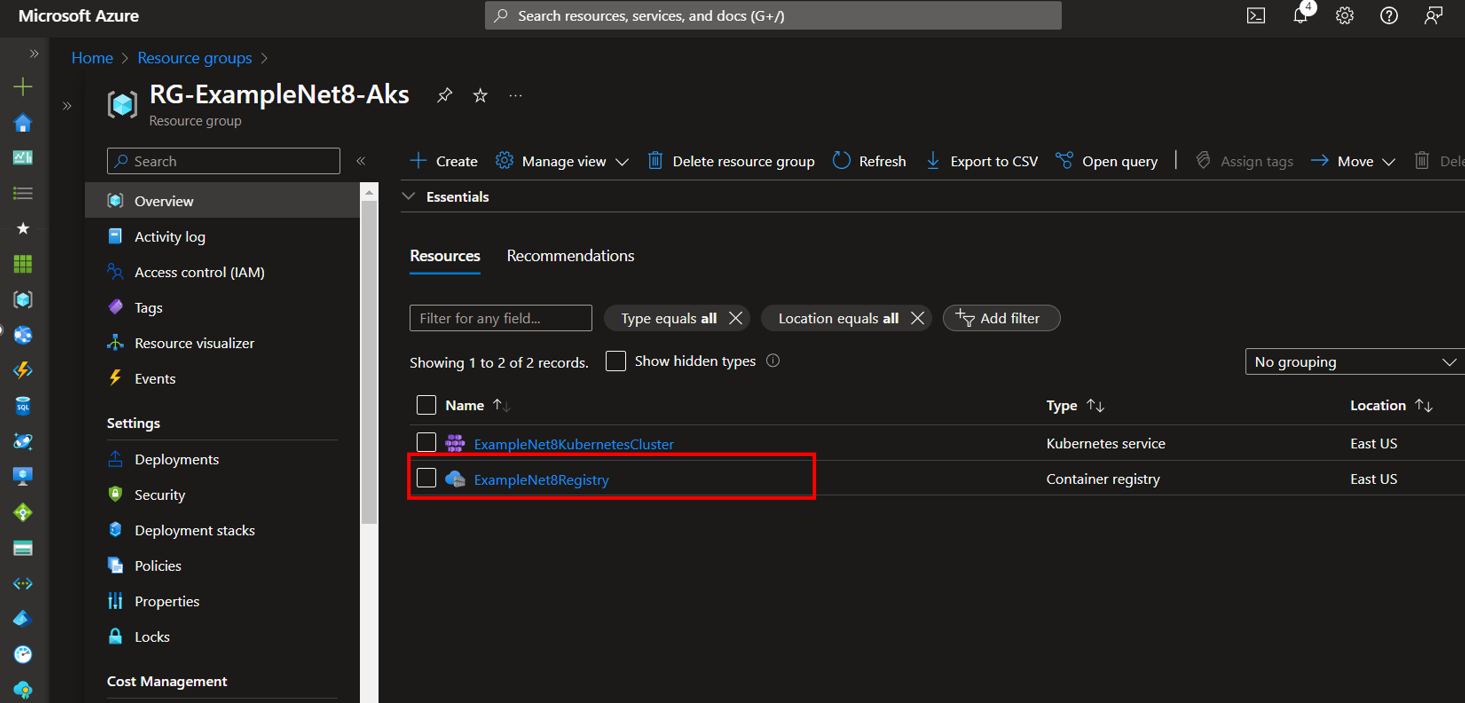 Microsoft Azure
Search resources, services, and docs (G+/)
4
Home
Resource groups
RG-ExampleNet8-Aks
Resource group
Search
Create
Manage view
Delete resource group
Refresh
Export to CSV
Open query
Assign tags
Move
Dele
Overview
Activity log
Access control (IAM)
Tags
Resource visualizer
Events
Settings
Deployments
Security
Deployment stacks
Policies
Properties
Locks
Cost Management
Essentials
Resources
Recommendations
Filter for any field...
Type equals all
Location equals all
Add filter
Showing 1 to 2 of 2 records.
Show hidden types
No grouping
Name
Type
Location
ExampleNet8KubernetesCluster
Kubernetes service
East US
ExampleNet8Registry
Container registry
East US